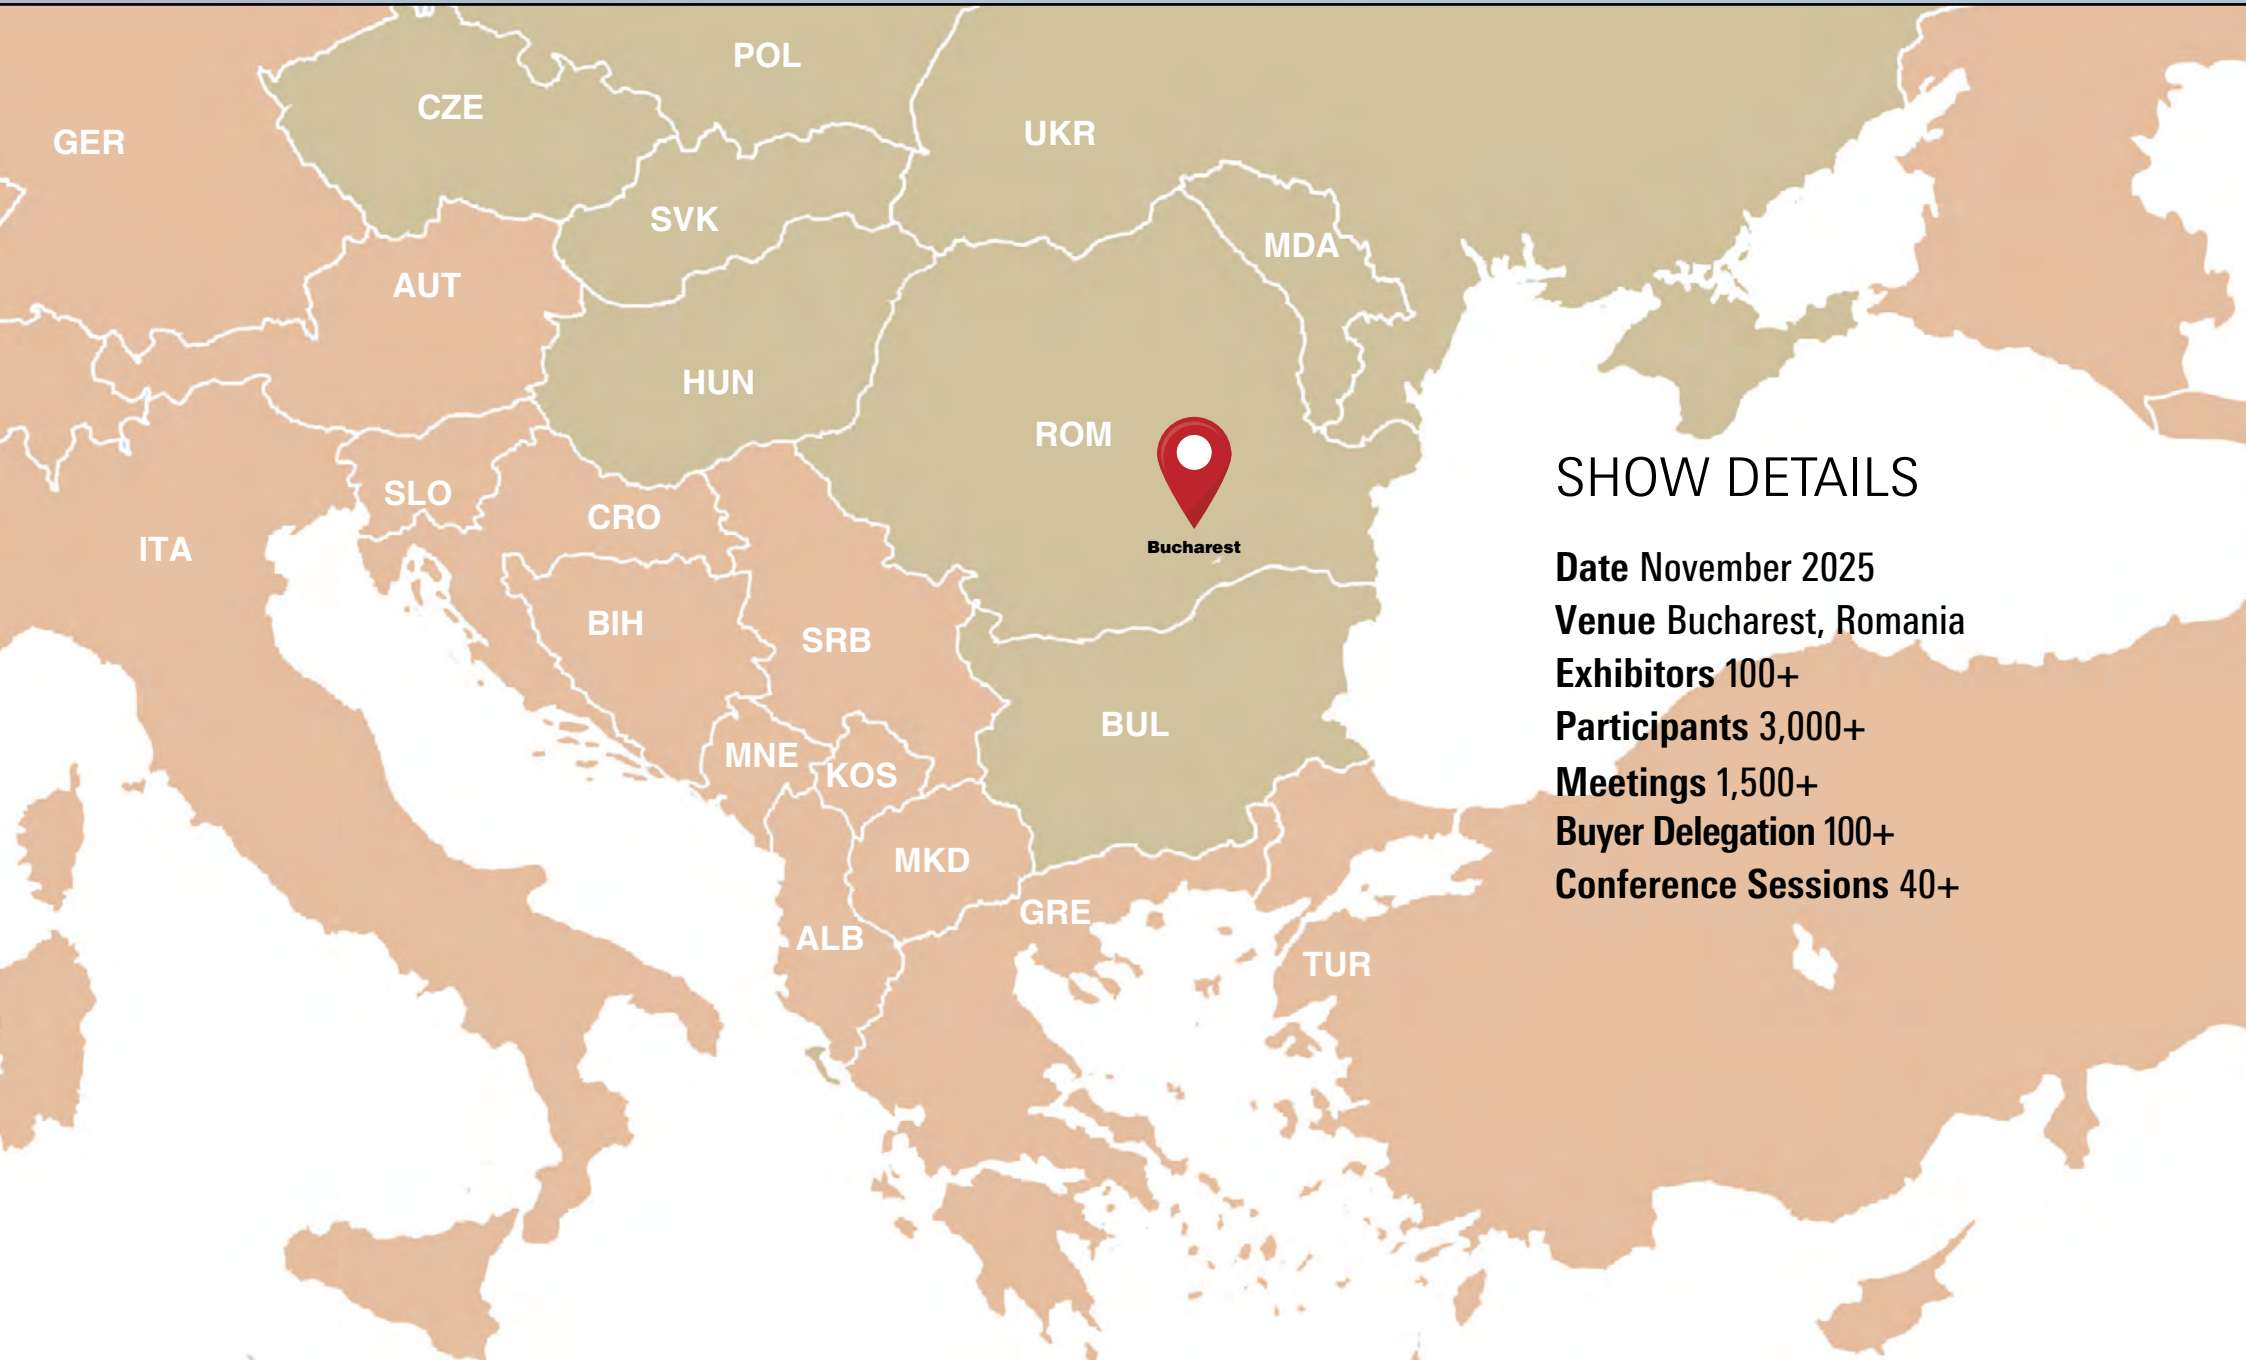 POL
CZE
UKR
GER
SVK
MDA
AUT
HUN
ROM
SLO
CRO
ITA
Bucharest
BIH
SRB
BUL
MNE
KOS
MKD
GRE
ALB
TUR
SHOW DETAILS
Date November 2025
Venue Bucharest, Romania
Exhibitors 100+
Participants 3,000+
Meetings 1,500+
Buyer Delegation 100+
Conference Sessions 40+